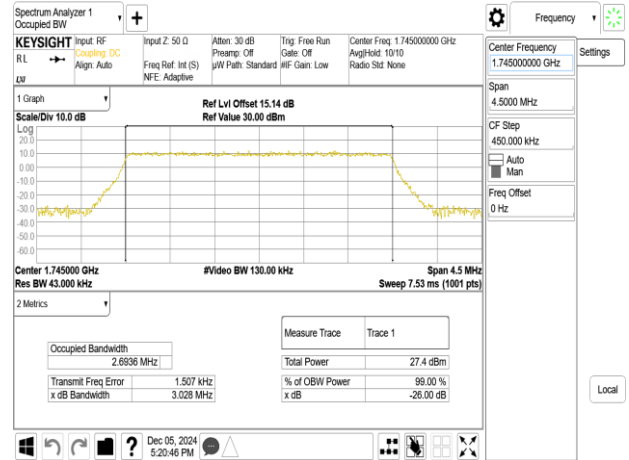 Spectrum Analyzer 1
Occupied BW
Frequency
KEYSIGHT Input: RF Input Z: 50 Ω Atten: 30 dB Trig: Free Run Center Freq: 1.745000000 GHz
RL Coupling: DC Preamp: Off Gate: Off Avg|Hold: 10/10
Align: Auto Freq Ref: Int (S) µW Path: Standard #IF Gain: Low Radio Std: None
LXI NFE: Adaptive
Center Frequency
1.745000000 GHz
Settings
Span
4.5000 MHz
CF Step
450.000 kHz
Auto
Man
Freq Offset
0 Hz
Local
1 Graph
Ref Lvl Offset 15.14 dB
Scale/Div 10.0 dB Ref Value 30.00 dBm
Log
20.0
10.0
0.00
-10.0
-20.0
-30.0
-40.0
-50.0
-60.0
Center 1.745000 GHz #Video BW 130.00 kHz Span 4.5 MHz
Res BW 43.000 kHz Sweep 7.53 ms (1001 pts)
2 Metrics
Measure Trace Trace 1
Occupied Bandwidth
2.6936 MHz
Total Power 27.4 dBm
Transmit Freq Error 1.507 kHz % of OBW Power 99.00 %
x dB Bandwidth 3.028 MHz x dB -26.00 dB
? Dec 05, 2024
5:20:46 PM